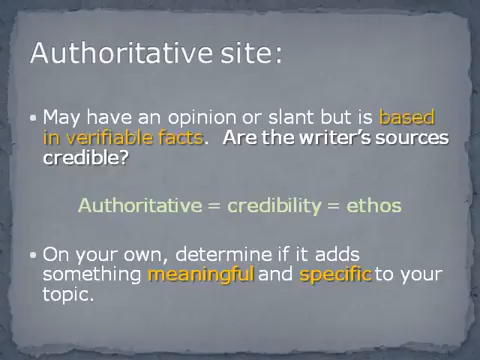 Authoritative site:
May have an opinion or slant but is based
in verifiable facts. Are the writer's sources
credible?
Authoritative = credibility = ethos
On your own, determine if it adds
something meaningful and specific to your
topic.